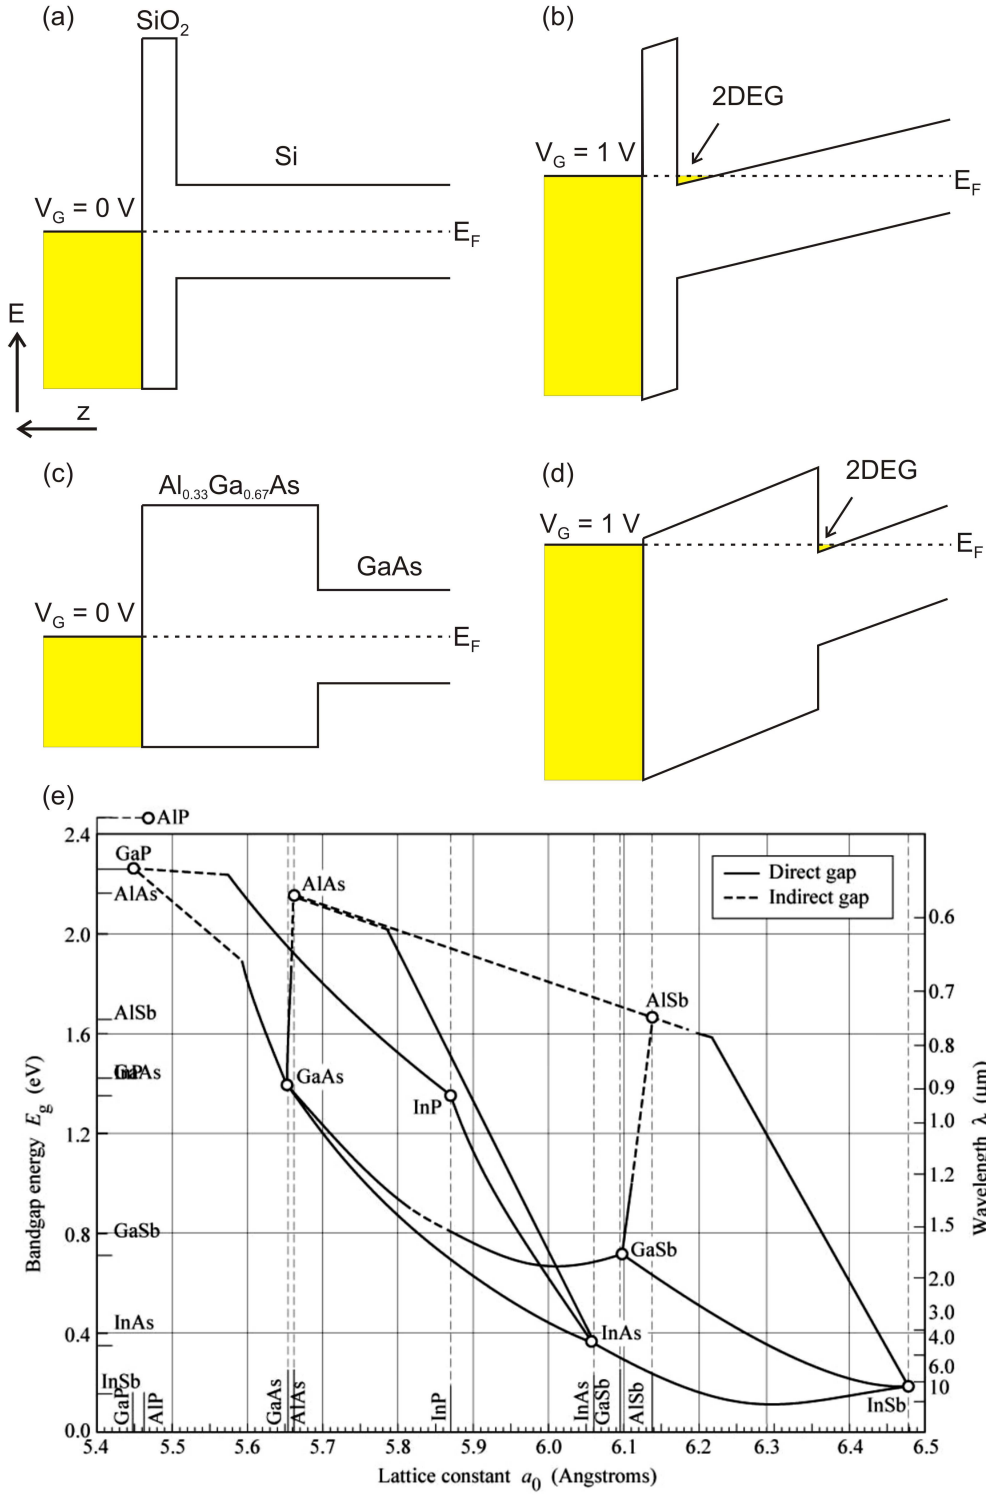 (a)
SiO2
Si
VG = 0 V
EF
E
z
(b)
2DEG
VG = 1 V
EF
(c)
Al0.33Ga0.67As
GaAs
VG = 0 V
EF
(d)
2DEG
VG = 1 V
EF
(e)
AlP
2.4
GaP
AlAs
AlAs
Direct gap
Indirect gap
0.6
2.0
0.7
AlSb
AlSb
1.6
0.8
GaAs
InP
GaAs
0.9
InP
1.0
1.2
1.2
GaSb
1.5
0.8
GaSb
2.0
InAs
3.0
0.4
InAs
4.0
6.0
InSb
10
InSb
GaP
AlP
GaAs
AlAs
InP
InAs
GaSb
AlSb
0.0
5.4 5.5 5.6 5.7 5.8 5.9 6.0 6.1 6.2 6.3 6.4 6.5
Lattice constant a0 (Angstroms)
Bandgap energy Eg (eV)
Wavelength λ (μm)